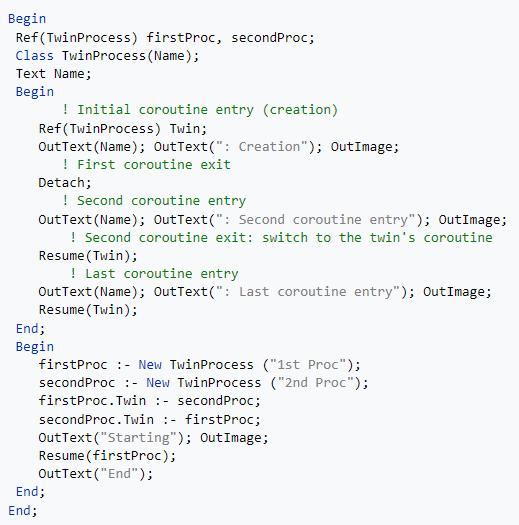 Begin
 Ref(TwinProcess) firstProc, secondProc;
 Class TwinProcess(Name);
 Text Name;
 Begin
       ! Initial coroutine entry (creation)
    Ref(TwinProcess) Twin;
    OutText(Name); OutText(": Creation"); OutImage;
       ! First coroutine exit
    Detach;
       ! Second coroutine entry
    OutText(Name); OutText(": Second coroutine entry"); OutImage;
        ! Second coroutine exit: switch to the twin's coroutine
    Resume(Twin);
       ! Last coroutine entry
    OutText(Name); OutText(": Last coroutine entry"); OutImage;
    Resume(Twin);
 End;
 Begin
    firstProc :- New TwinProcess ("1st Proc");
    secondProc :- New TwinProcess ("2nd Proc");
    firstProc.Twin :- secondProc;
    secondProc.Twin :- firstProc;
    OutText("Starting"); OutImage;
    Resume(firstProc);
    OutText("End");
 End;
End;